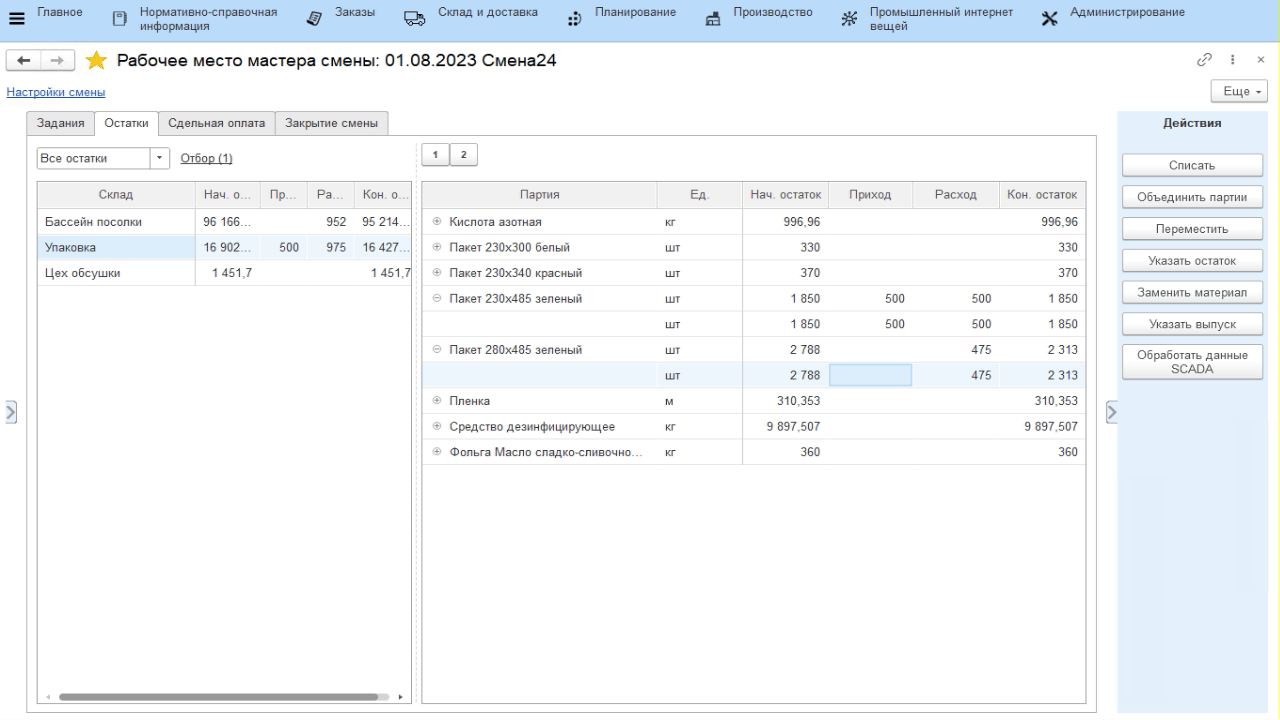 Главное
Нормативно-справочная
информация
Заказы
Склад и доставка
Планирование
Производство
Промышленный интернет
вещей
Администрирование
Рабочее место мастера смены: 01.08.2023 Смена24
Настройки смены
Еще
Задания Остатки Сдельная оплата Закрытие смены
Все остатки Отбор (1)
1 2
Склад Нач. о... Пр... Ра... Кон. о...
Бассейн посолки 96 166... 952 95 214...
Упаковка 16 902... 500 975 16 427...
Цех обсушки 1 451,7 1 451,7
Партия Ед. Нач. остаток Приход Расход Кон. остаток
Кислота азотная кг 996,96 996,96
Пакет 230х300 белый шт 330 330
Пакет 230х340 красный шт 370 370
Пакет 230х485 зеленый шт 1 850 500 500 1 850
шт 1 850 500 500 1 850
Пакет 280х485 зеленый шт 2 788 475 2 313
шт 2 788 475 2 313
Пленка м 310,353 310,353
Средство дезинфицирующее кг 9 897,507 9 897,507
Фольга Масло сладко-сливочно... кг 360 360
Действия
Списать
Объединить партии
Переместить
Указать остаток
Заменить материал
Указать выпуск
Обработать данные
SCADA